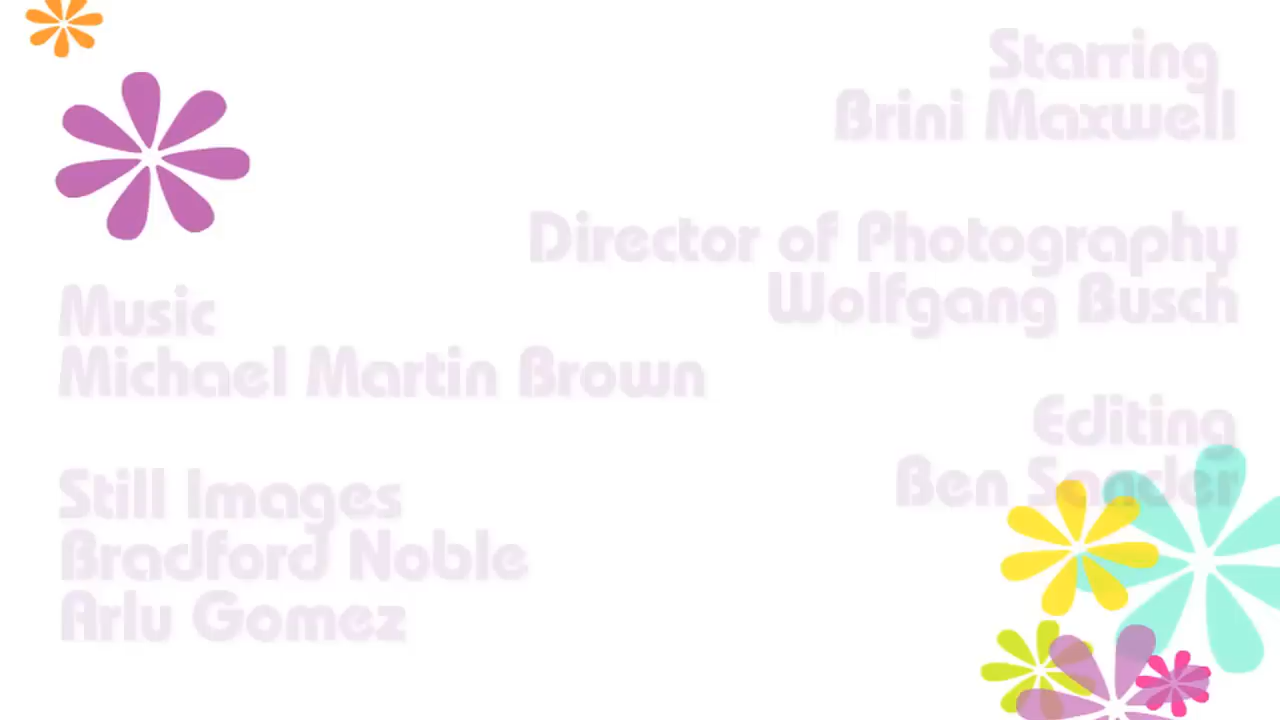 Starring
Brini Maxwell
Director of Photography
Wolfgang Busch
Music
Michael Martin Brown
Editing
Ben Sander
Still Images
Bradford Noble
Arlu Gomez